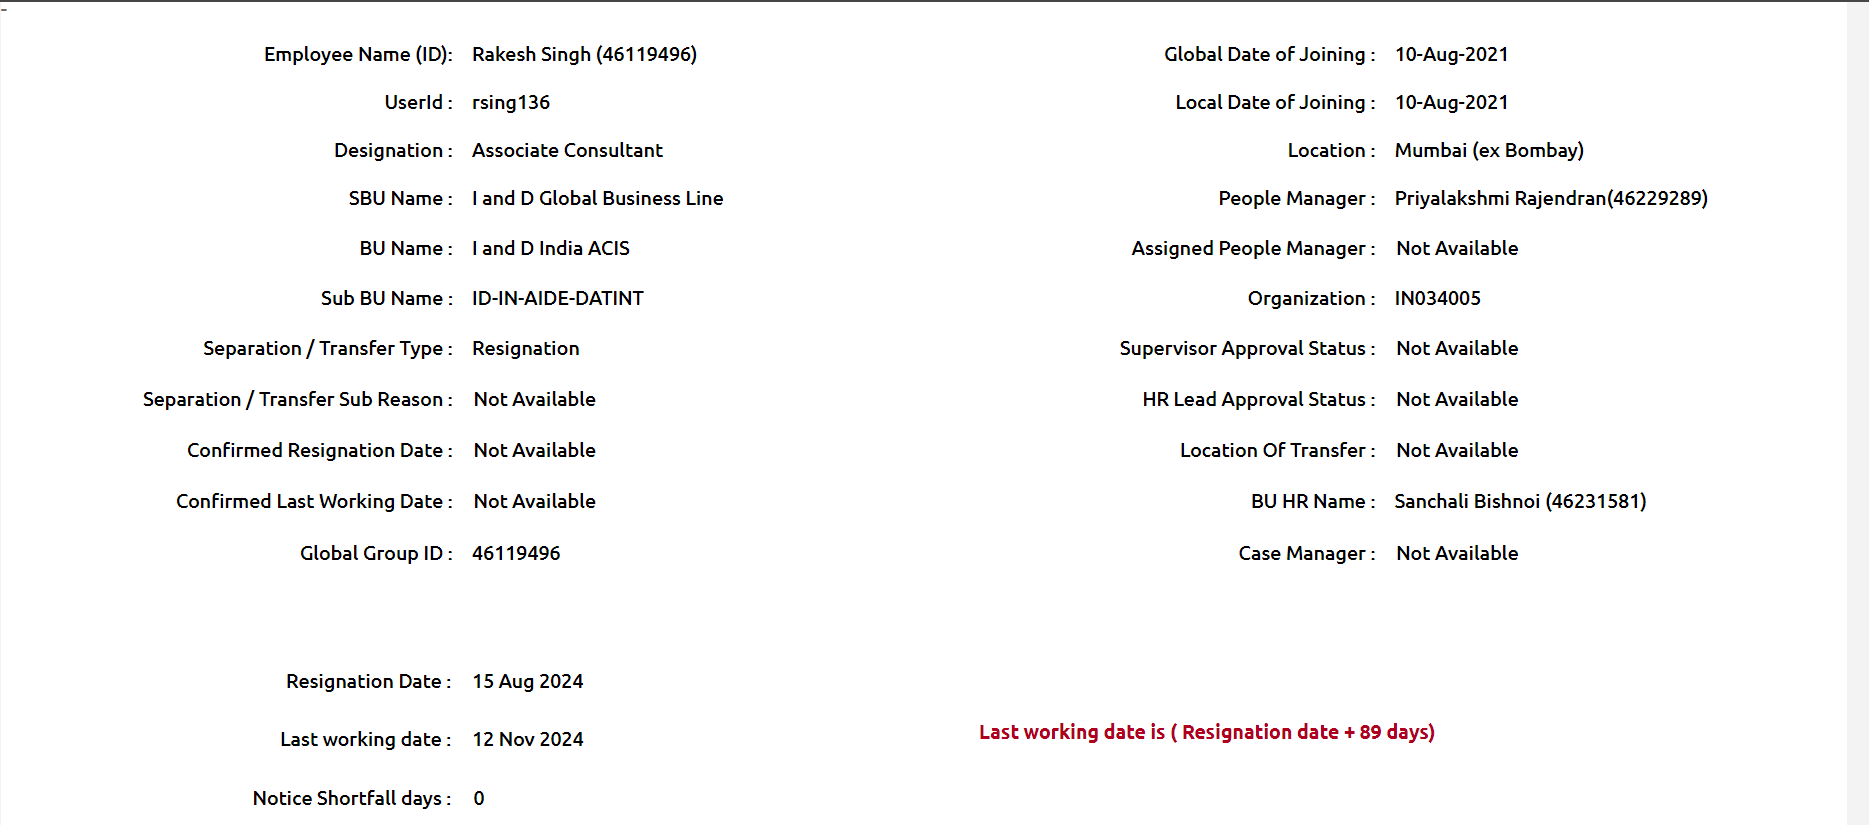 Employee Name (ID): Rakesh Singh (46119496) Global Date of Joining : 10-Aug-2021
UserId : rsing136 Local Date of Joining : 10-Aug-2021
Designation : Associate Consultant Location : Mumbai (ex Bombay)
SBU Name : I and D Global Business Line People Manager : Priyalakshmi Rajendran(46229289)
BU Name : I and D India ACIS Assigned People Manager : Not Available
Sub BU Name : ID-IN-AIDE-DATINT Organization : IN034005
Separation / Transfer Type : Resignation Supervisor Approval Status : Not Available
Separation / Transfer Sub Reason : Not Available HR Lead Approval Status : Not Available
Confirmed Resignation Date : Not Available Location Of Transfer : Not Available
Confirmed Last Working Date : Not Available BU HR Name : Sanchali Bishnoi (46231581)
Global Group ID : 46119496 Case Manager : Not Available
Resignation Date : 15 Aug 2024
Last working date : 12 Nov 2024 Last working date is ( Resignation date + 89 days)
Notice Shortfall days : 0